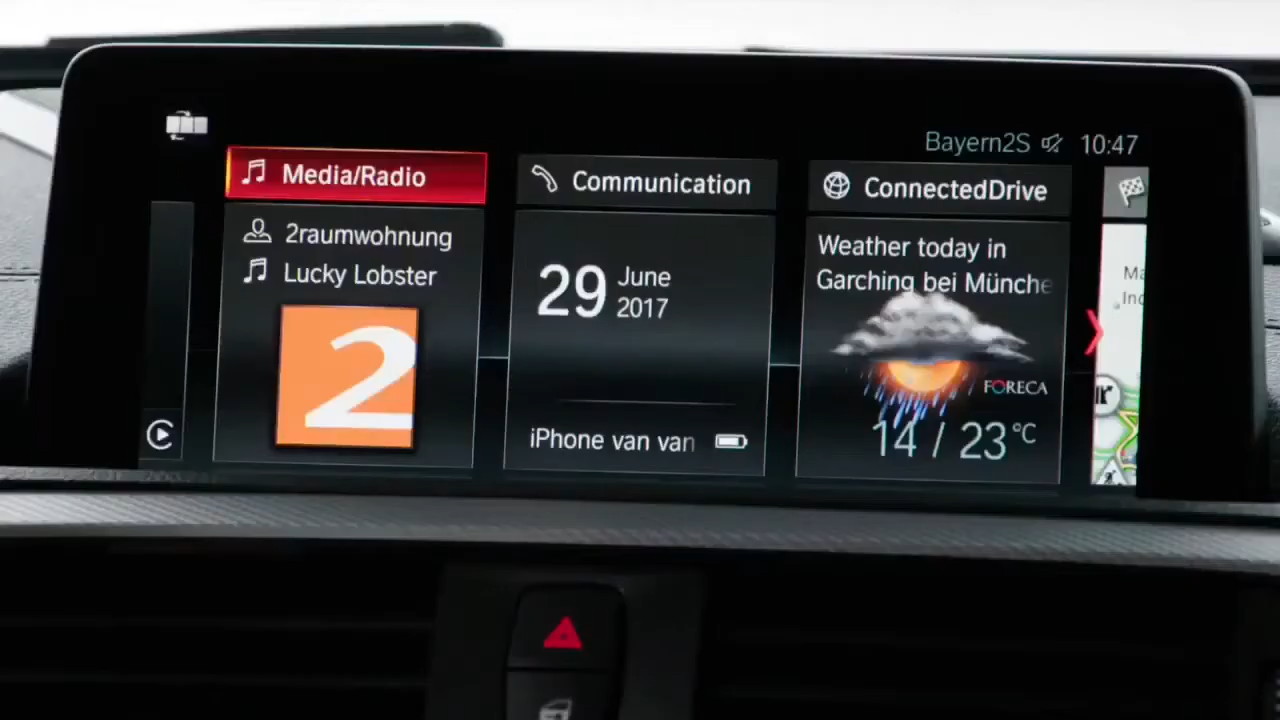 Bayern2S 10:47
Media/Radio
2raumwohnung
Lucky Lobster
2
Communication
29 June
2017
iPhone van van
ConnectedDrive
Weather today in
Garching bei Münche
FORECA
14 / 23°C